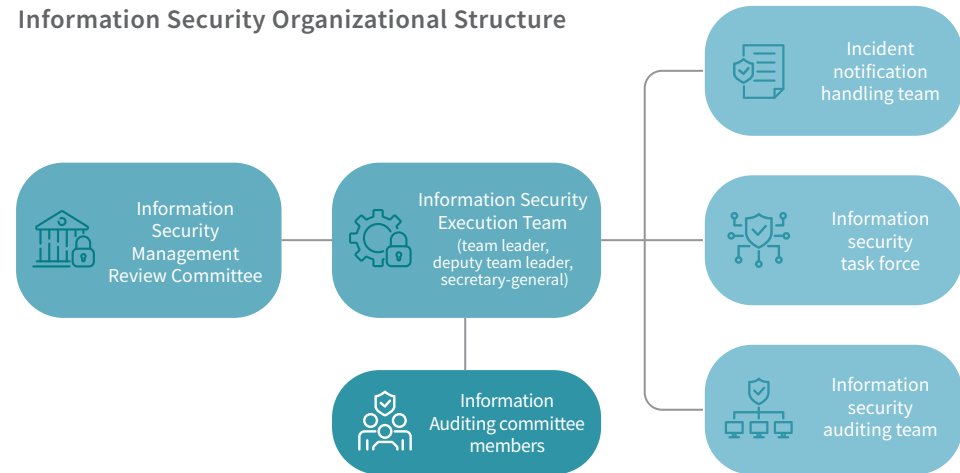 Information Security Organizational Structure
Information
Security
Management
Review Committee
Information Security
Execution Team
(team leader,
deputy team leader,
secretary-general)
Information
Auditing committee
members
Incident
notification
handling team
Information
security
task force
Information
security
auditing team